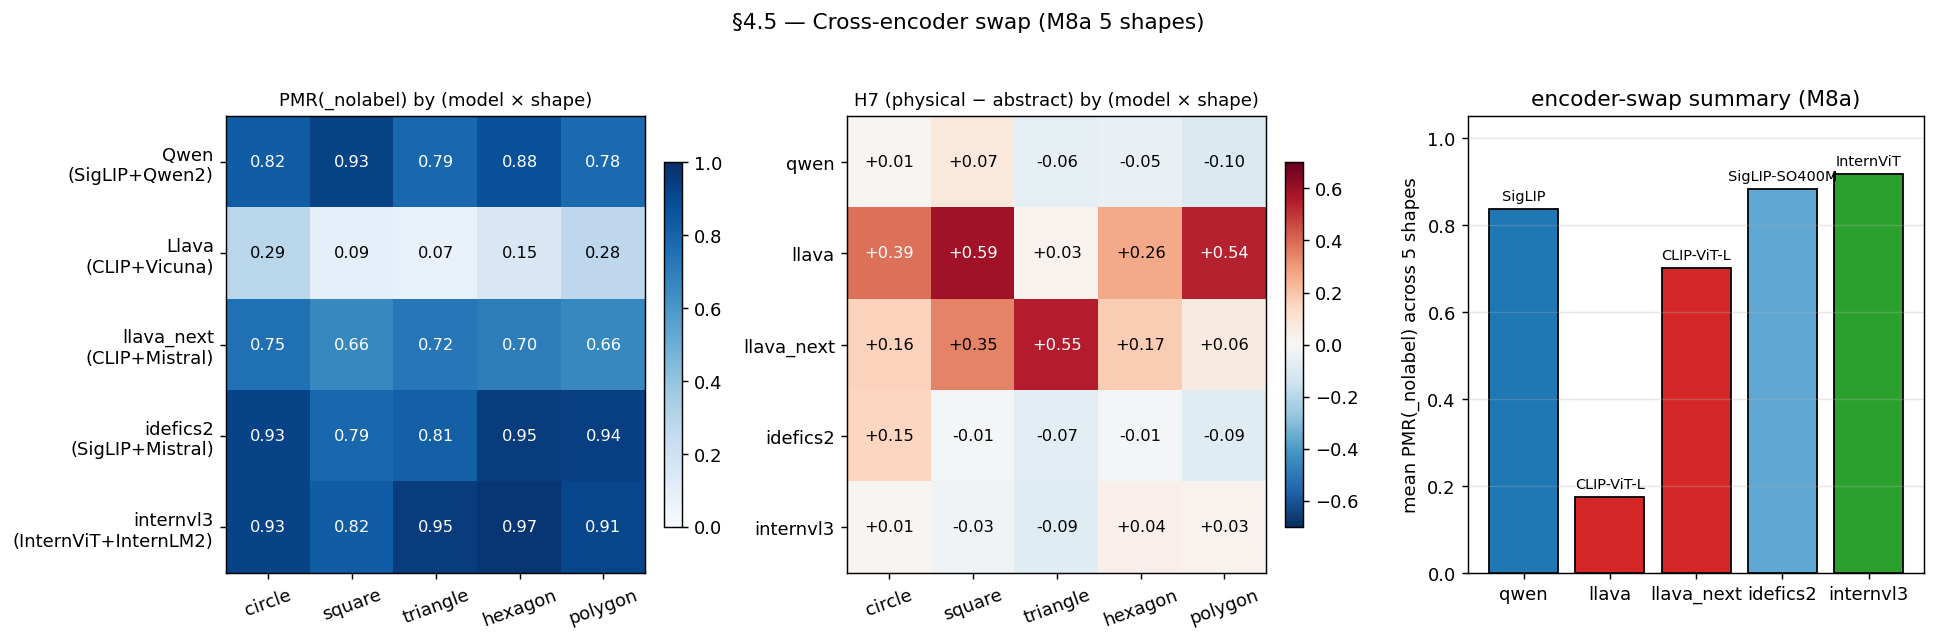 §4.5 — Cross-encoder swap (M8a 5 shapes)
PMR(_nolabel) by (model × shape)
Qwen
(SigLIP+Qwen2)
0.82 0.93 0.79 0.88 0.78
Llava
(CLIP+Vicuna)
0.29 0.09 0.07 0.15 0.28
llava_next
(CLIP+Mistral)
0.75 0.66 0.72 0.70 0.66
idefics2
(SigLIP+Mistral)
0.93 0.79 0.81 0.95 0.94
internvl3
(InternViT+InternLM2)
0.93 0.82 0.95 0.97 0.91
circle square triangle hexagon polygon
1.0
0.8
0.6
0.4
0.2
0.0
H7 (physical − abstract) by (model × shape)
qwen +0.01 +0.07 -0.06 -0.05 -0.10
llava +0.39 +0.59 +0.03 +0.26 +0.54
llava_next +0.16 +0.35 +0.55 +0.17 +0.06
idefics2 +0.15 -0.01 -0.07 -0.01 -0.09
internvl3 +0.01 -0.03 -0.09 +0.04 +0.03
circle square triangle hexagon polygon
0.6
0.4
0.2
0.0
−0.2
−0.4
−0.6
encoder-swap summary (M8a)
mean PMR(_nolabel) across 5 shapes
1.0
0.8
0.6
0.4
0.2
0.0
SigLIP
CLIP-ViT-L
CLIP-ViT-L
SigLIP-SO400M
InternViT
qwen llava llava_next idefics2 internvl3